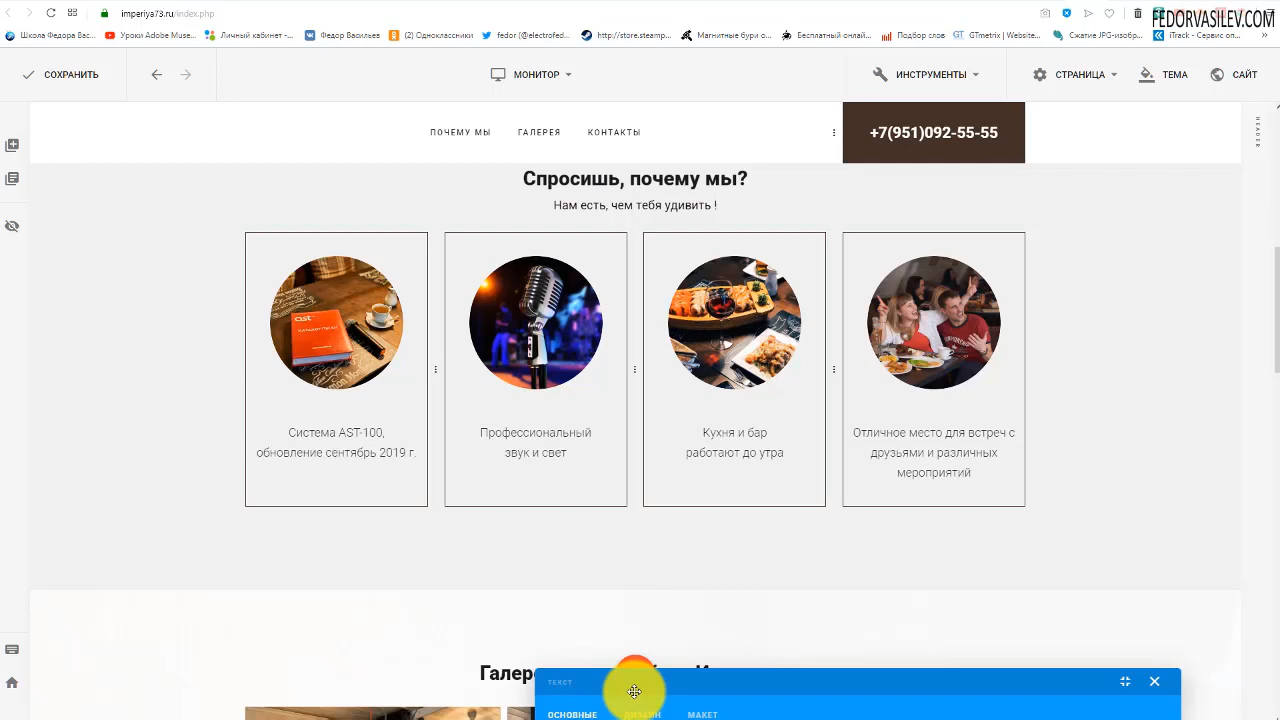 imperiya73.ru/index.php
FEDORVASILEV.COM
Школа Федора Вас...
Уроки Adobe Muse...
Личный кабинет -...
Федор Васильев
(2) Одноклассники
fedor (@electrofed...
http://store.steamp...
Магнитные бури о...
Бесплатный онлай...
Подбор слов
GTmetrix | Website...
Сжатие JPG-изобр...
iTrack - Сервис оп...
»
СОХРАНИТЬ
МОНИТОР
ИНСТРУМЕНТЫ
СТРАНИЦА
ТЕМА
САЙТ
ПОЧЕМУ МЫ
ГАЛЕРЕЯ
КОНТАКТЫ
+7(951)092-55-55
HEADER
Спросишь, почему мы?
Нам есть, чем тебя удивить !
ast
Система AST-100,
обновление сентябрь 2019 г.
Профессиональный
звук и свет
Кухня и бар
работают до утра
Отличное место для встреч с
друзьями и различных
мероприятий
ТЕКСТ
ОСНОВНЫЕ
ДИЗАЙН
МАКЕТ